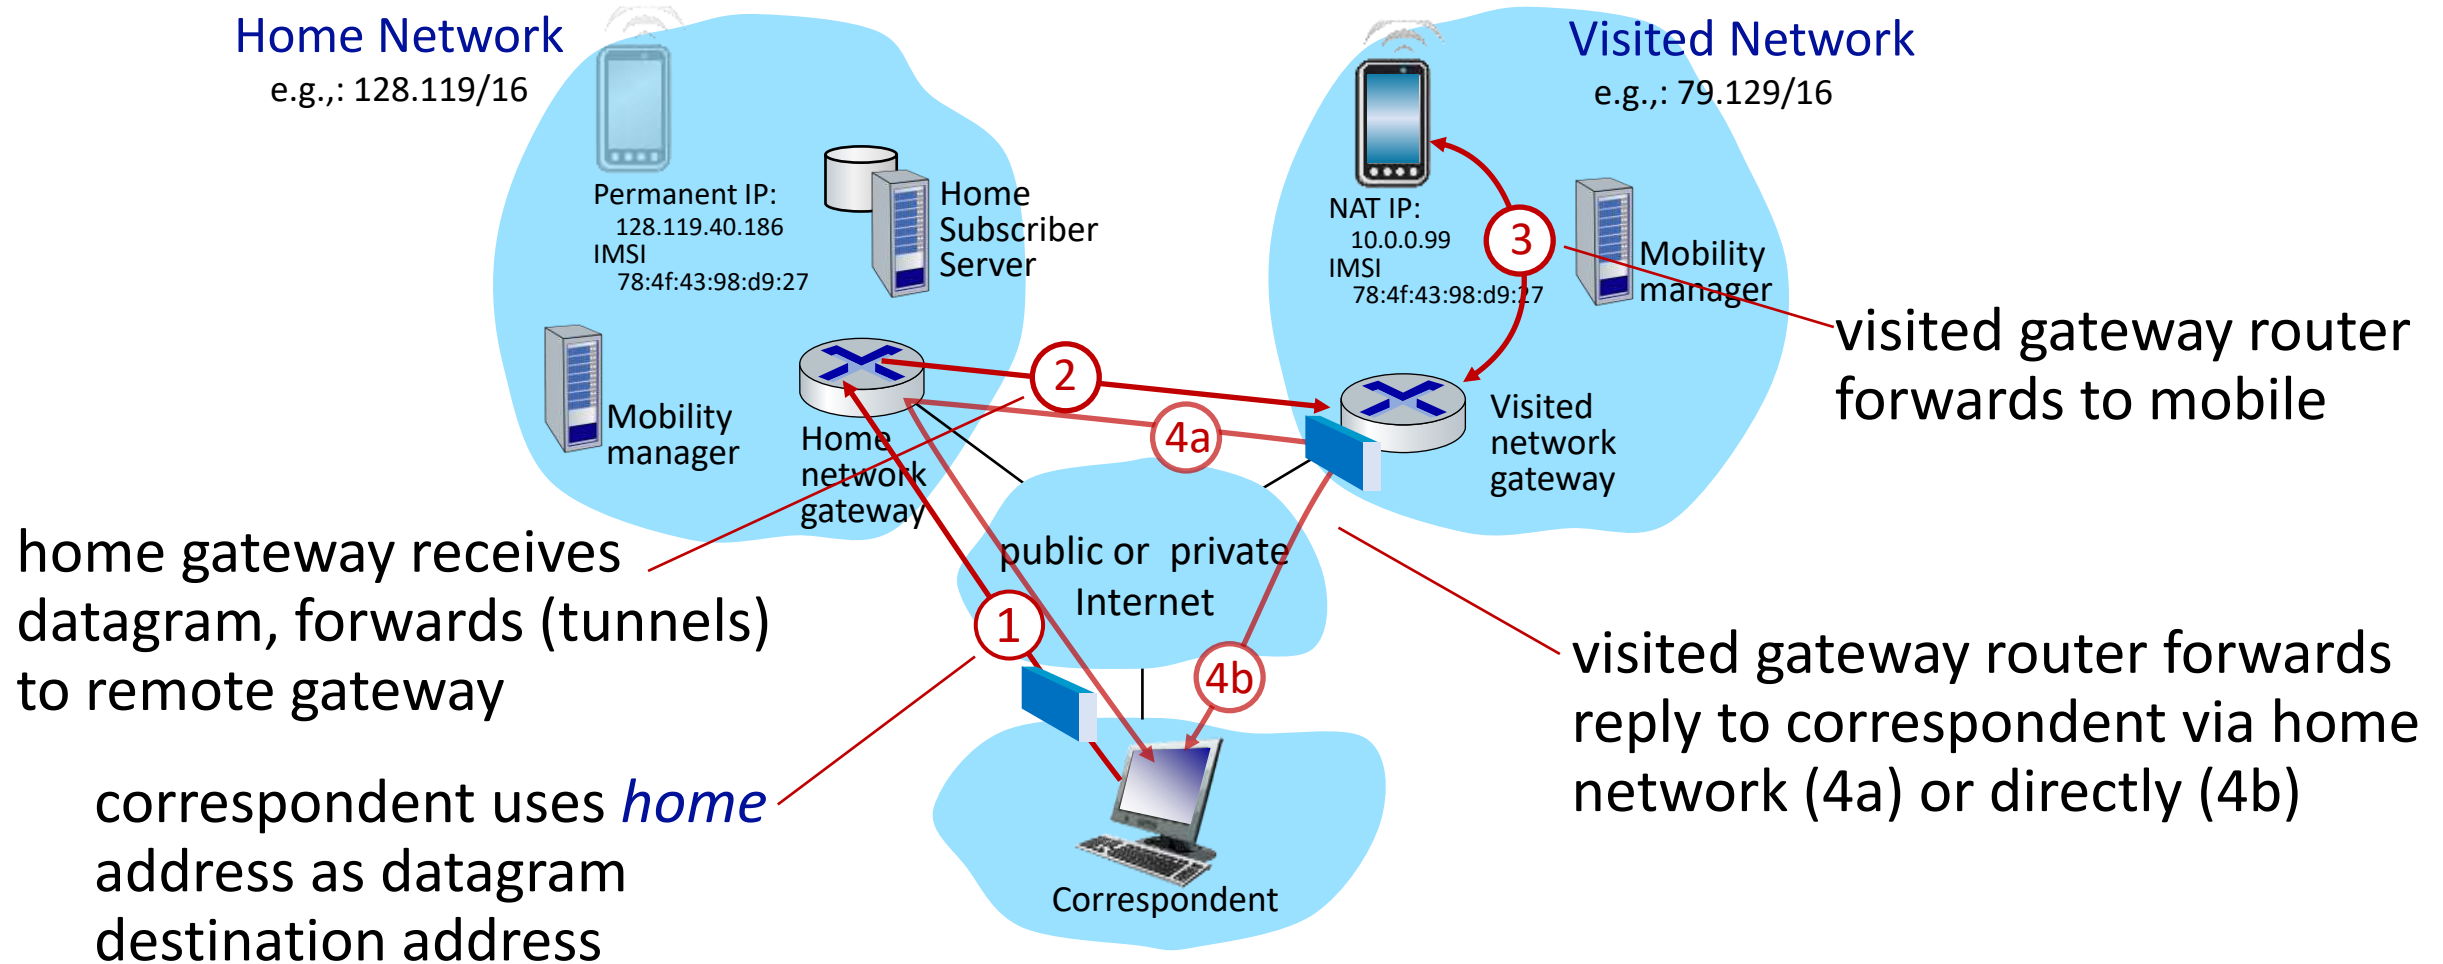 Home Network
e.g.,: 128.119/16
Visited Network
e.g.,: 79.129/16
Permanent IP:
128.119.40.186
IMSI
78:4f:43:98:d9:27
Home
Subscriber
Server
NAT IP:
10.0.0.99
IMSI
78:4f:43:98:d9:27
3
Mobility
manager
visited gateway router
forwards to mobile
2
4a
Mobility
manager
Home
network
gateway
Visited
network
gateway
home gateway receives
datagram, forwards (tunnels)
to remote gateway
public or  private
Internet
1
4b
visited gateway router forwards
reply to correspondent via home
network (4a) or directly (4b)
correspondent uses home
address as datagram
destination address
Correspondent